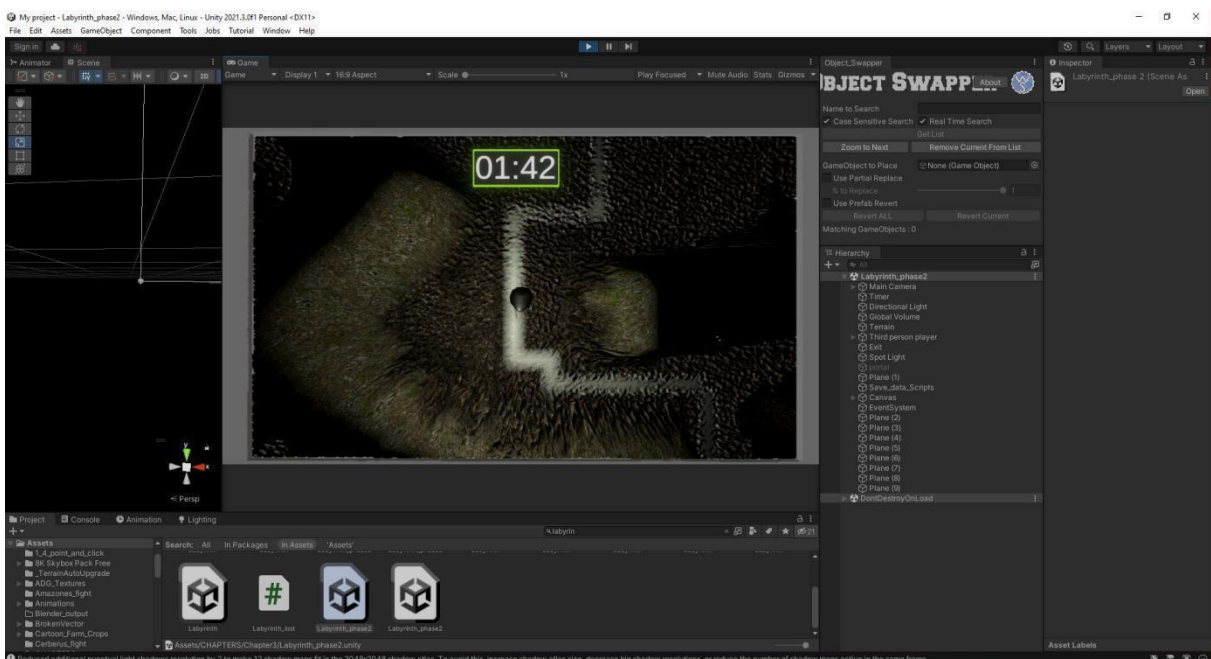 My project - Labyrinth_phase2 - Windows, Mac, Linux - Unity 2021.3.0f1 Personal <DX11>
File Edit Assets GameObject Component Tools Jobs Tutorial Window Help
Sign in
Layers
Layout
Animator
Scene
2D
Persp
Game
Game
Display 1
16:9 Aspect
Scale
1x
Play Focused
Mute Audio
Stats
Gizmos
01:42
Object_Swapper
About
Name to Search
Case Sensitive Search
Real Time Search
Get List
Zoom to Next
Remove Current From List
GameObject to Place
None (Game Object)
Use Partial Replace
% to Replace
1
Use Prefab Revert
Revert ALL
Revert Current
Matching GameObjects : 0
Hierarchy
All
Labyrinth_phase2
Main Camera
Timer
Directional Light
Global Volume
Terrain
Third person player
Exit
Spot Light
portal
Plane (1)
Save_data_Scripts
Canvas
EventSystem
Plane (2)
Plane (3)
Plane (4)
Plane (5)
Plane (6)
Plane (7)
Plane (8)
Plane (9)
DontDestroyOnLoad
Inspector
Labyrinth_phase 2 (Scene As
Open
Asset Labels
Project
Console
Animation
Lighting
labyrin
21
Assets
1_4_point_and_click
8K Skybox Pack Free
_TerrainAutoUpgrade
ADG_Textures
Amazones_fight
Animations
Blender_output
BrokenVector
Cartoon_Farm_Crops
Cerberus_fight
Search: All In Packages In Assets 'Assets'
Labyrinth
Labyrinth_lost
Labyrinth_phase2
Labyrinth_phase2
Assets/CHAPTERS/Chapter3/Labyrinth_phase2.unity